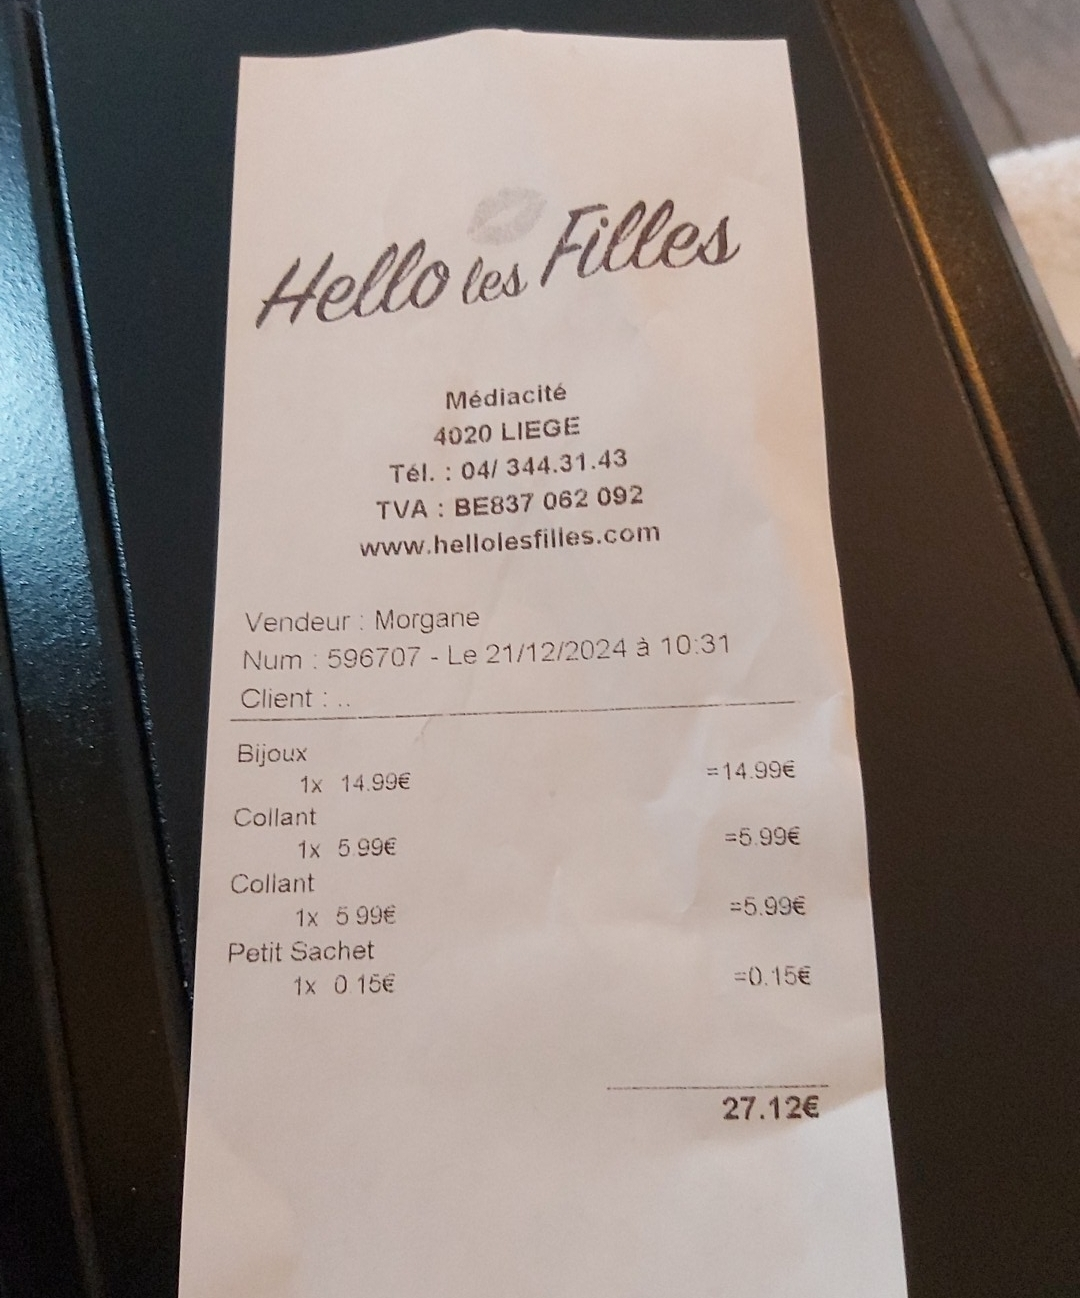 Hello les Filles
Médiacité
4020 LIEGE
Tél. : 04/ 344.31.43
TVA : BE837 062 092
www.hellolesfilles.com
Vendeur : Morgane
Num : 596707 - Le 21/12/2024 à 10:31
Client : ..
Bijoux
1x 14.99€ =14.99€
Collant
1x 5.99€ =5.99€
Collant
1x 5.99€ =5.99€
Petit Sachet
1x 0.15€ =0.15€
27.12€